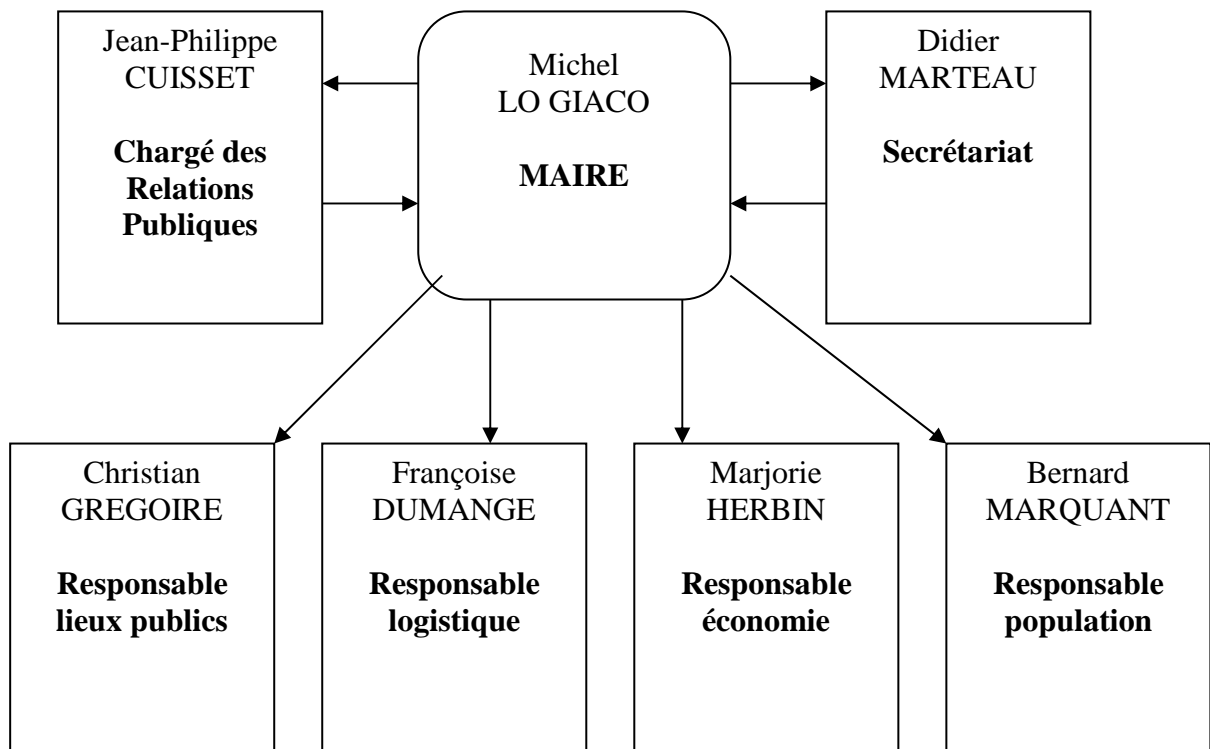 Jean-Philippe
CUISSET
Chargé des
Relations
Publiques
Michel
LO GIACO
MAIRE
Didier
MARTEAU
Secrétariat
Christian
GREGOIRE
Responsable
lieux publics
Françoise
DUMANGE
Responsable
logistique
Marjorie
HERBIN
Responsable
économie
Bernard
MARQUANT
Responsable
population